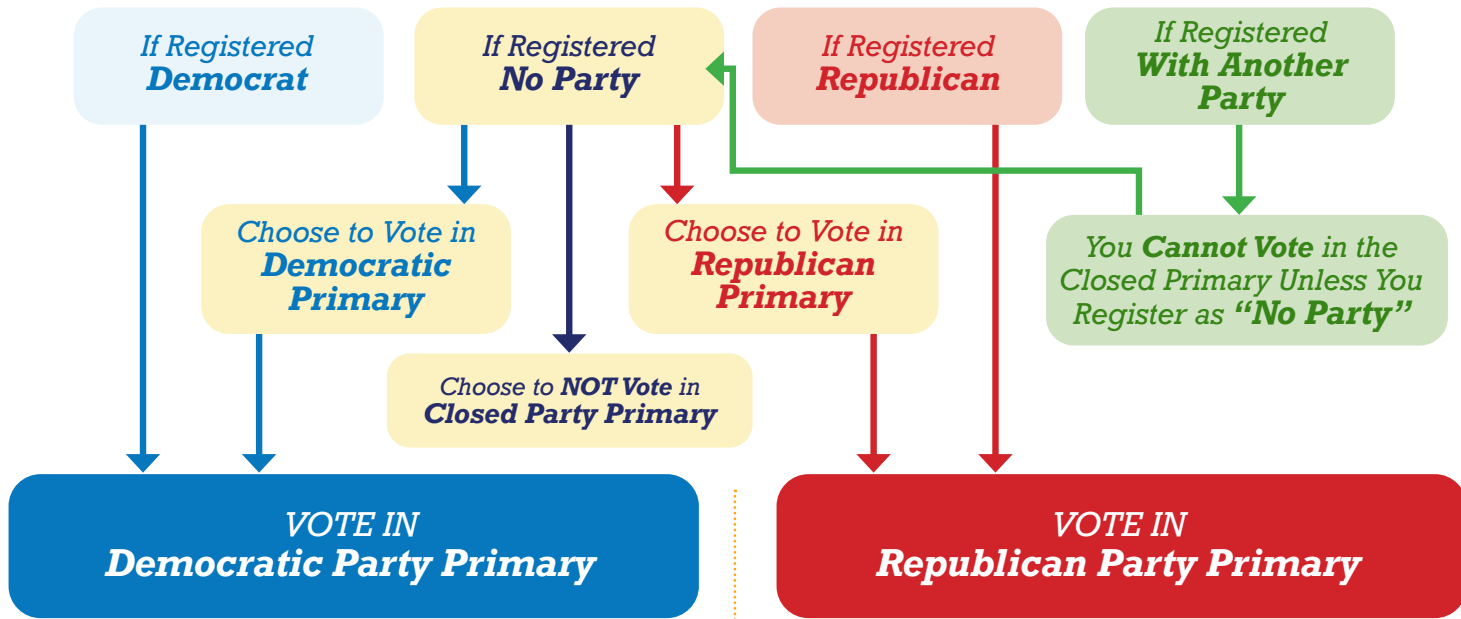 If Registered
Democrat
If Registered
No Party
If Registered
Republican
If Registered
With Another
Party
Choose to Vote in
Democratic
Primary
Choose to Vote in
Republican
Primary
You Cannot Vote in the
Closed Primary Unless You
Register as “No Party”
Choose to NOT Vote in
Closed Party Primary
VOTE IN
Democratic Party Primary
VOTE IN
Republican Party Primary